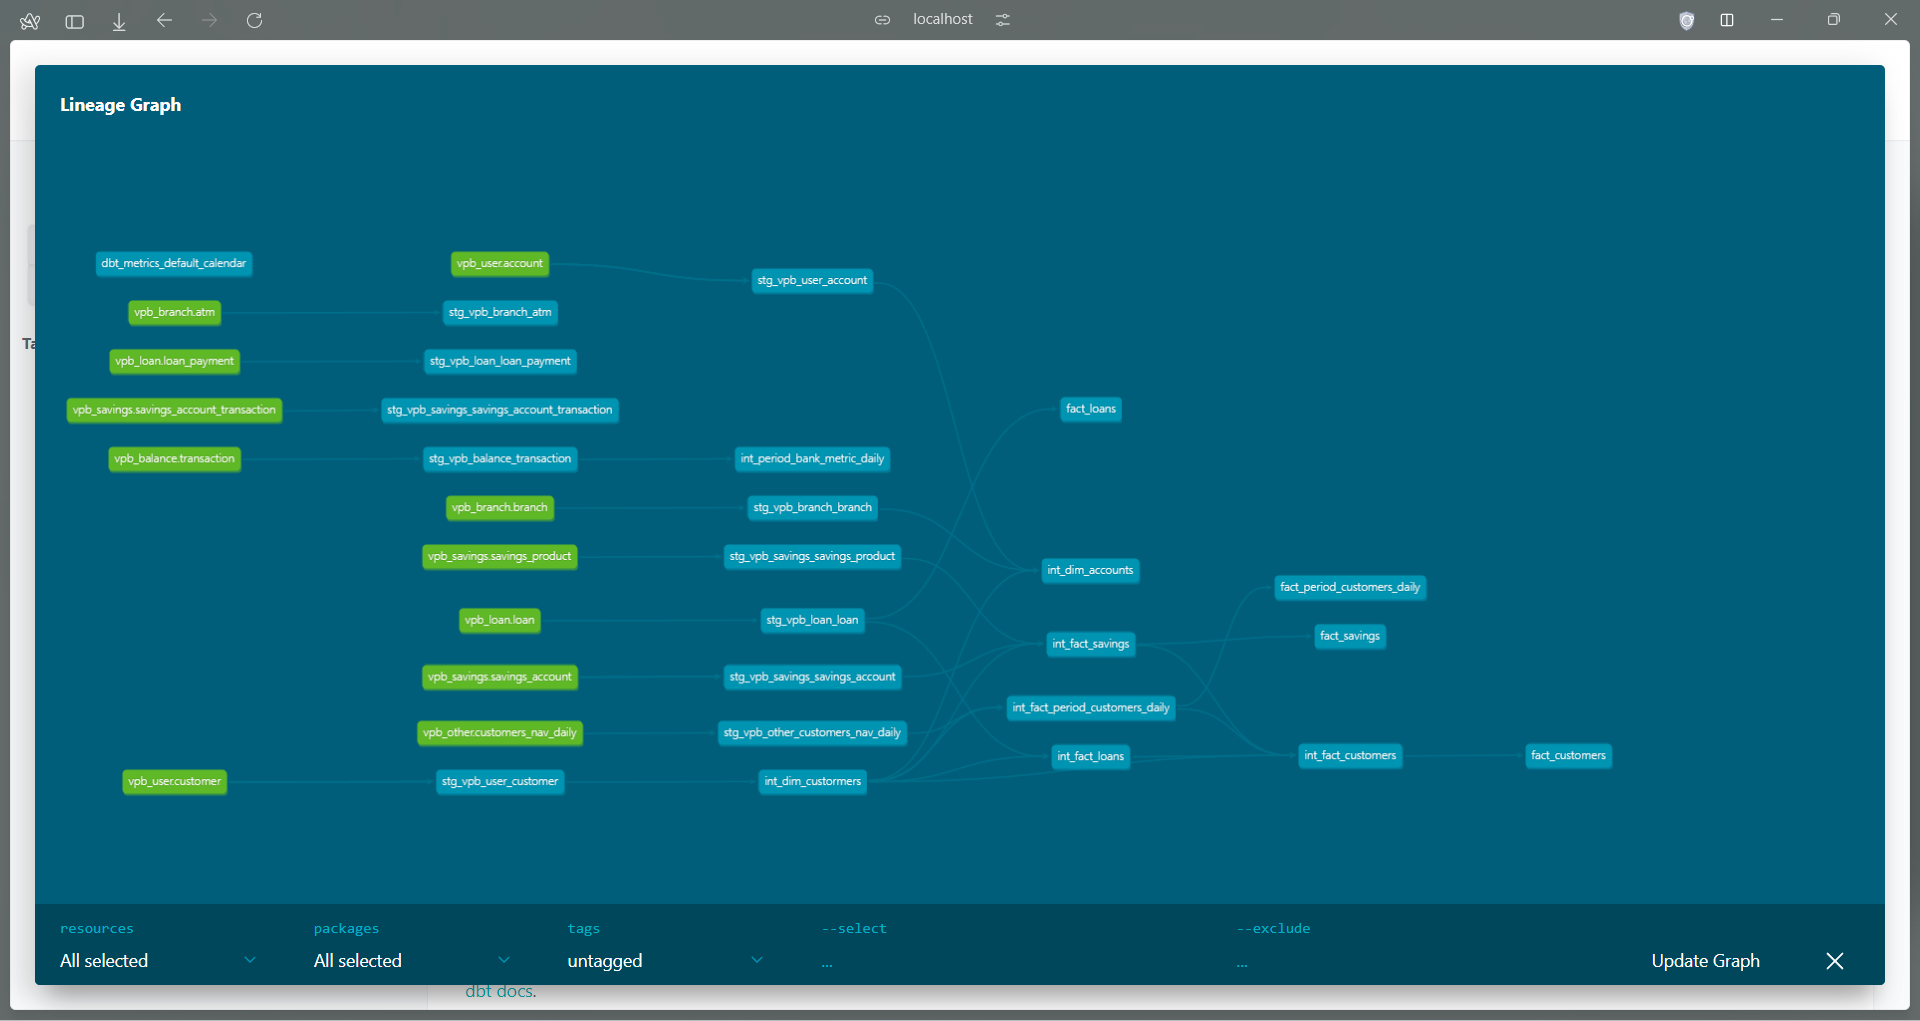 localhost
Lineage Graph
dbt_metrics_default_calendar
vpb_user.account
stg_vpb_user_account
vpb_branch.atm
stg_vpb_branch_atm
vpb_loan.loan_payment
stg_vpb_loan_loan_payment
vpb_savings.savings_account_transaction
stg_vpb_savings_savings_account_transaction
fact_loans
vpb_balance.transaction
stg_vpb_balance_transaction
int_period_bank_metric_daily
vpb_branch.branch
stg_vpb_branch_branch
vpb_savings.savings_product
stg_vpb_savings_savings_product
int_dim_accounts
fact_period_customers_daily
vpb_loan.loan
stg_vpb_loan_loan
int_fact_savings
fact_savings
vpb_savings.savings_account
stg_vpb_savings_savings_account
int_fact_period_customers_daily
vpb_other.customers_nav_daily
stg_vpb_other_customers_nav_daily
int_fact_loans
int_fact_customers
fact_customers
vpb_user.customer
stg_vpb_user_customer
int_dim_custormers
resources
packages
tags
--select
--exclude
All selected
All selected
untagged
...
...
Update Graph
dbt docs.